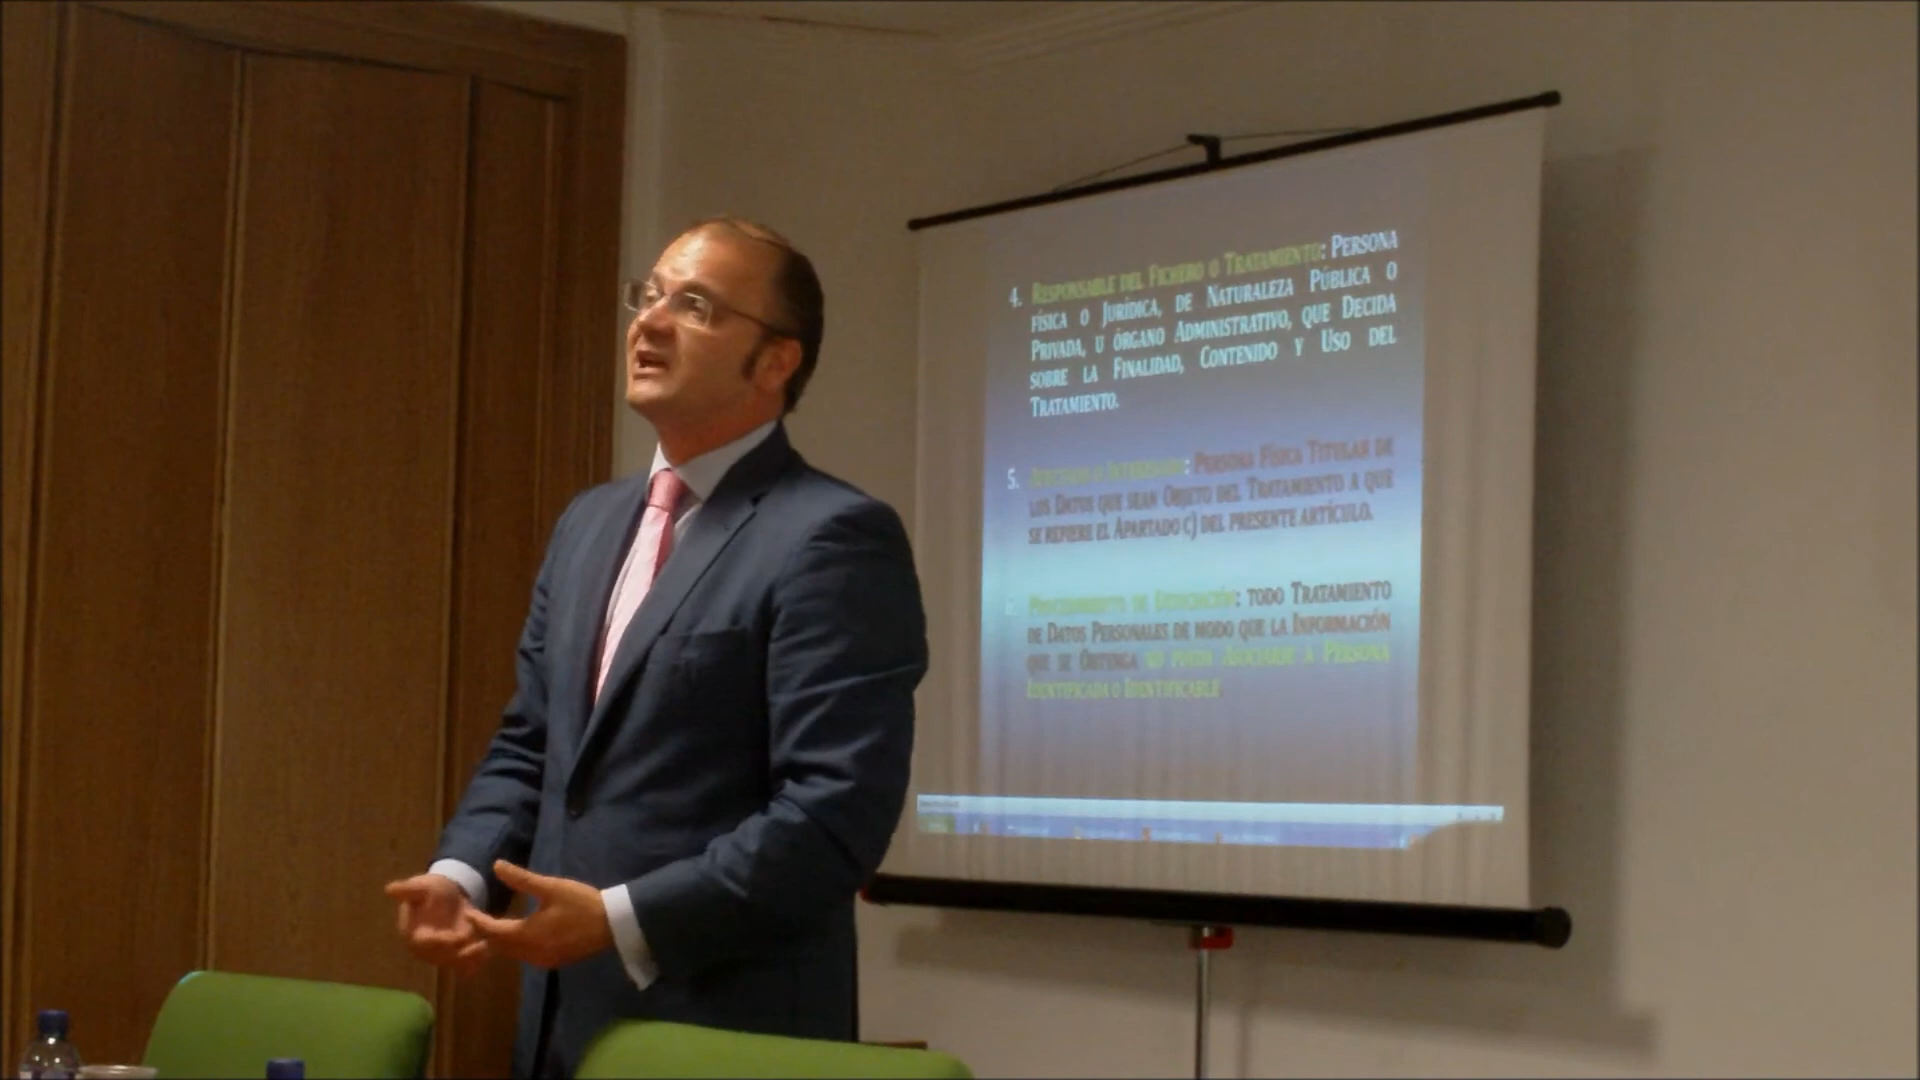 4. Responsable del Fichero o Tratamiento: Persona
física o Jurídica, de Naturaleza Pública o
Privada, u órgano Administrativo, que Decida
sobre la Finalidad, Contenido y Uso del
Tratamiento.
5. Afectado o Interesado: Persona Física Titular de
los Datos que sean Objeto del Tratamiento a que
se refiere el Apartado c) del presente artículo.
Procedimiento de Disociación: todo Tratamiento
de Datos Personales de modo que la Información
que se Obtenga no pueda Asociarse a Persona
Identificada o Identificable